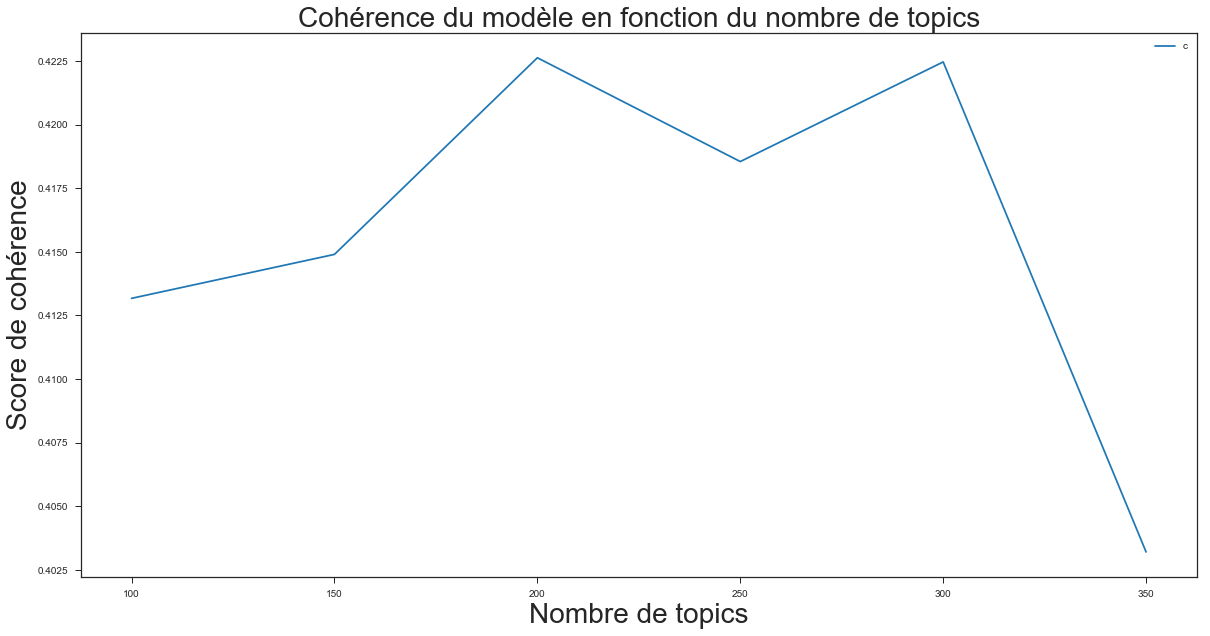 Cohérence du modèle en fonction du nombre de topics
c
Score de cohérence
0.4225
0.4200
0.4175
0.4150
0.4125
0.4100
0.4075
0.4050
0.4025
100 150 200 250 300 350
Nombre de topics